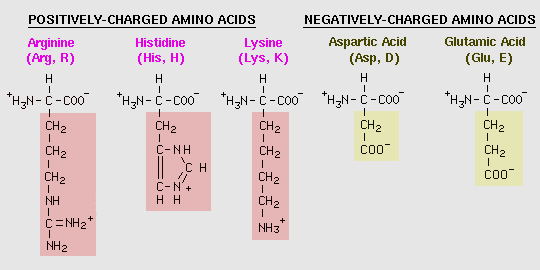 POSITIVELY-CHARGED AMINO ACIDS NEGATIVELY-CHARGED AMINO ACIDS
Arginine Histidine Lysine Aspartic Acid Glutamic Acid
(Arg, R) (His, H) (Lys, K) (Asp, D) (Glu, E)
H H H H H
⁺H₃N-C-COO⁻ ⁺H₃N-C-COO⁻ ⁺H₃N-C-COO⁻ ⁺H₃N-C-COO⁻ ⁺H₃N-C-COO⁻
CH₂ CH₂ CH₂ CH₂ CH₂
CH₂ C-NH CH₂ COO⁻ CH₂
CH H
CH₂ C-N⁺ CH₂ COO⁻
NH H H CH₂
C=NH₂⁺ NH3⁺
NH₂